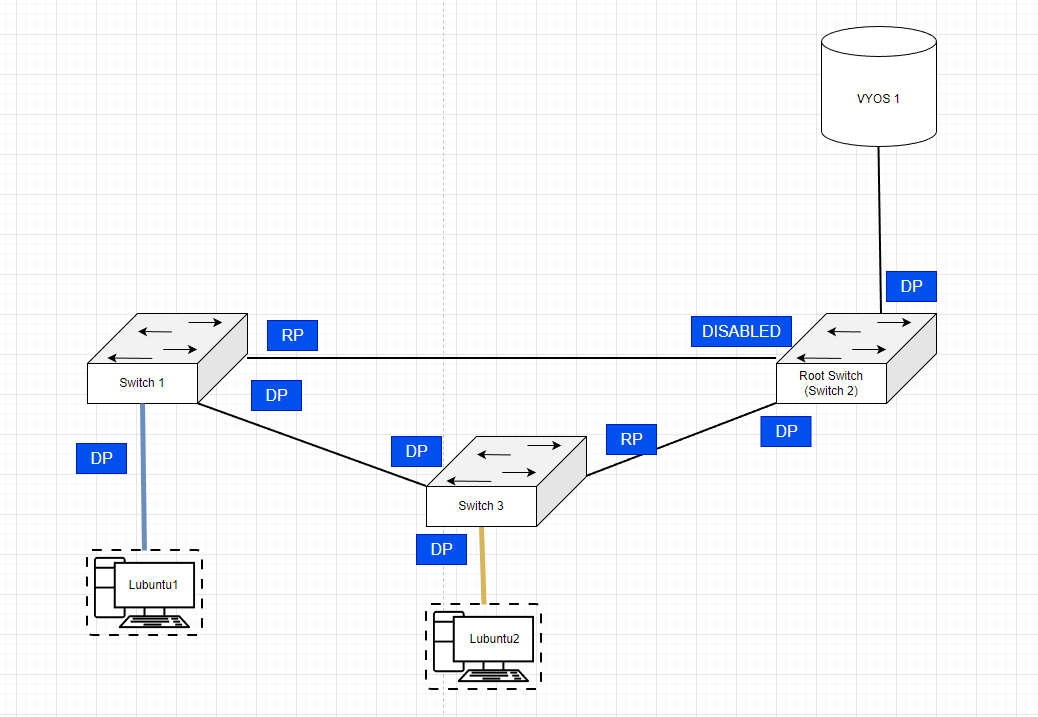 VYOS 1
DP
RP
DISABLED
Switch 1
Root Switch
(Switch 2)
DP
DP
DP
RP
DP
Switch 3
DP
Lubuntu1
Lubuntu2